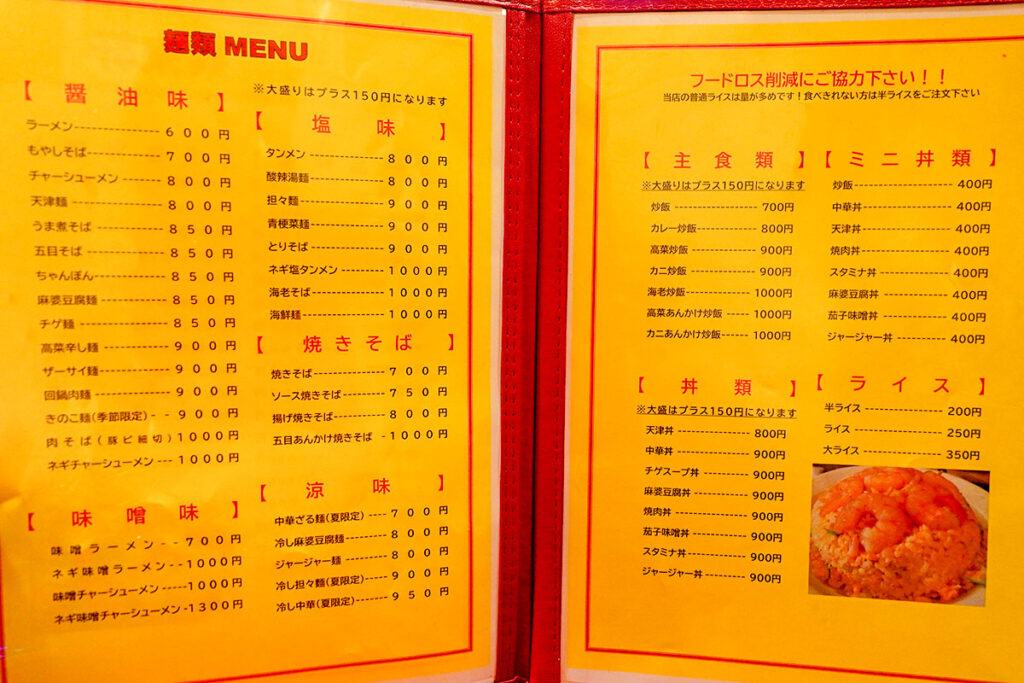 麺類 MENU
【 醤油味 】
ラーメン--------------600円
もやしそば------------700円
チャーシューメン--------800円
天津麺---------------800円
うま煮そば------------850円
五目そば-------------850円
ちゃんぽん------------850円
麻婆豆腐麺-----------850円
チゲ麺---------------850円
高菜辛し麺-----------900円
ザーサイ麺-----------900円
回鍋肉麺------------900円
きのこ麺(季節限定)- -900円
肉そば(豚ピ細切)1000円
ネギチャーシューメン---1000円
【 味噌味 】
味噌ラーメン--700円
ネギ味噌ラーメン--1000円
味噌チャーシューメン-----1000円
ネギ味噌チャーシューメン-1300円
※大盛りはプラス150円になります
【 塩味 】
タンメン-------------800円
酸辣湯麺------------800円
担々麺--------------900円
青梗菜麺------------900円
とりそば-------------900円
ネギ塩タンメン--------1000円
海老そば------------1000円
海鮮麺--------------1000円
【 焼きそば 】
焼きそば-------------700円
ソース焼きそば---------750円
揚げ焼きそば----------800円
五目あんかけ焼きそば -1000円
【 涼味 】
中華ざる麺(夏限定)----700円
冷し麻婆豆腐麺-------800円
ジャージャー麺--------800円
冷し担々麺(夏限定)----900円
冷し中華(夏限定)------950円
フードロス削減にご協力下さい！！
当店の普通ライスは量が多めです！食べきれない方は半ライスをご注文下さい
【 主食類 】
※大盛りはプラス150円になります
炒飯---------------700円
カレー炒飯-----------800円
高菜炒飯------------900円
カニ炒飯------------900円
海老炒飯-----------1000円
高菜あんかけ炒飯 -----1000円
カニあんかけ炒飯------1000円
【 丼類 】
※大盛はプラス150円になります
天津丼--------------800円
中華丼--------------900円
チゲスープ丼----------900円
麻婆豆腐丼----------900円
焼肉丼--------------900円
茄子味噌丼----------900円
スタミナ丼-----------900円
ジャージャー丼--------900円
【 ミニ丼類 】
炒飯----------------400円
中華丼--------------400円
天津丼--------------400円
焼肉丼--------------400円
スタミナ丼-----------400円
麻婆豆腐丼----------400円
茄子味噌丼----------400円
ジャージャー丼--------400円
【 ライス 】
半ライス-------------200円
ライス---------------250円
大ライス-------------350円